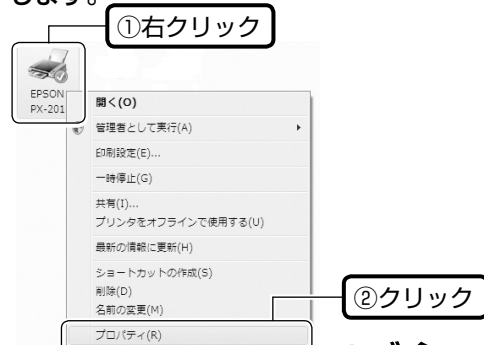 します。
①右クリック
EPSON
PX-201
開く(O)
管理者として実行(A)
印刷設定(E)...
一時停止(G)
共有(I)...
プリンタをオフラインで使用する(U)
最新の情報に更新(H)
ショートカットの作成(S)
削除(D)
名前の変更(M)
②クリック
プロパティ(R)